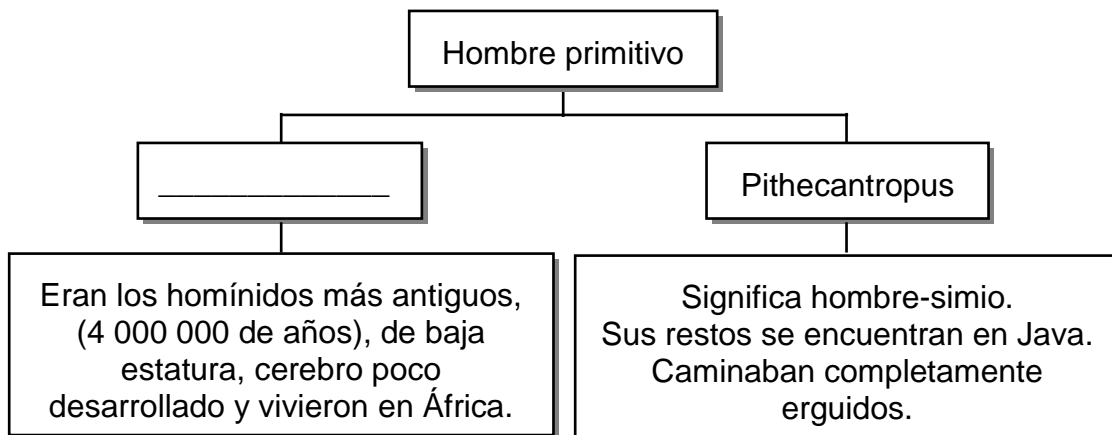 Hombre primitivo
______________
Pithecantropus
Eran los homínidos más antiguos,
(4 000 000 de años), de baja
estatura, cerebro poco
desarrollado y vivieron en África.
Significa hombre-simio.
Sus restos se encuentran en Java.
Caminaban completamente
erguidos.